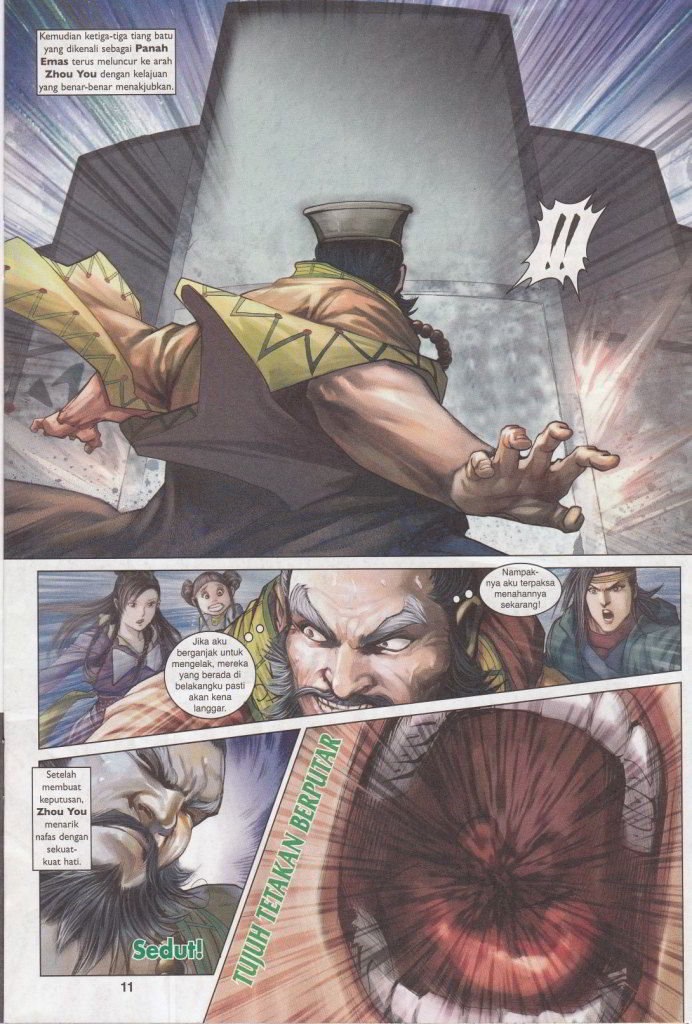 Kemudian ketiga-tiga tiang batu
yang dikenali sebagai Panah
Emas terus meluncur ke arah
Zhou You dengan kelajuan
yang benar-benar menakjubkan.
!!
Jika aku
berganjak untuk
mengelak, mereka
yang berada di
belakangku pasti
akan kena
langgar.
Nampak-
nya aku terpaksa
menahannya
sekarang!
Setelah
membuat
keputusan,
Zhou You
menarik
nafas dengan
sekuat-
kuat hati.
Sedut!
TUJUH TETAKAN BERPUTAR
11